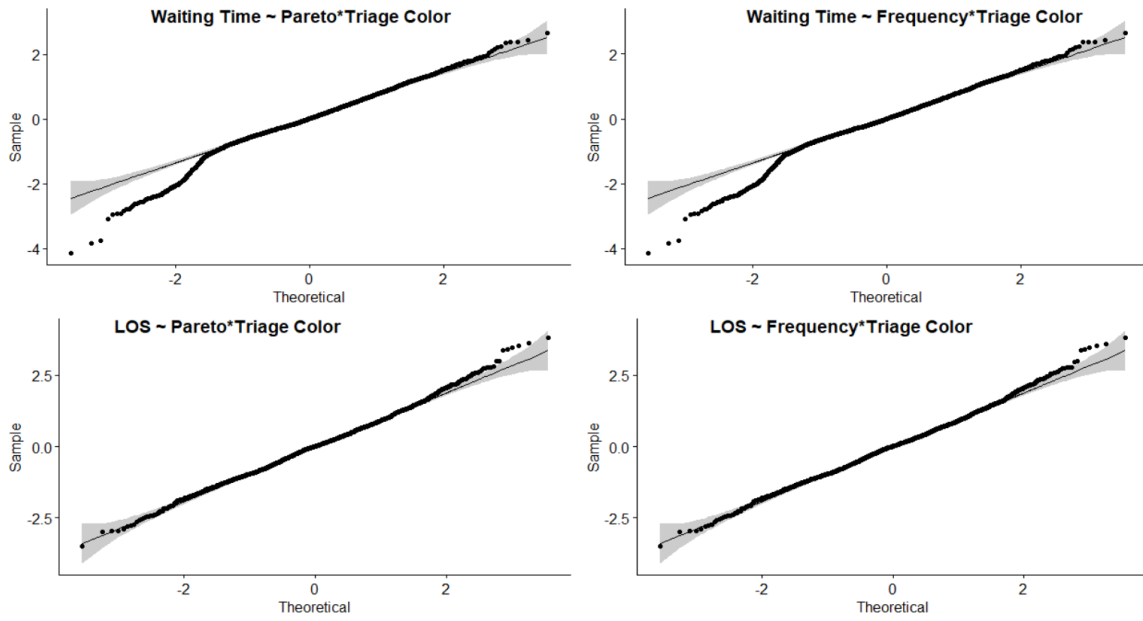 Waiting Time ~ Pareto*Triage Color
2
0
-2
-4
Sample
-2
0
2
Theoretical
Waiting Time ~ Frequency*Triage Color
2
0
-2
-4
Sample
-2
0
2
Theoretical
LOS ~ Pareto*Triage Color
2.5
0.0
-2.5
Sample
-2
0
2
Theoretical
LOS ~ Frequency*Triage Color
2.5
0.0
-2.5
Sample
-2
0
2
Theoretical